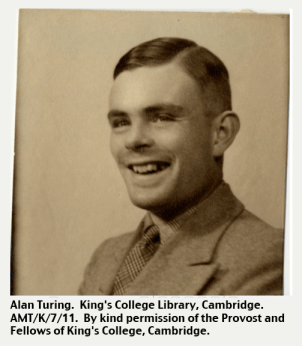 Alan Turing. King's College Library, Cambridge.
AMT/K/7/11. By kind permission of the Provost and
Fellows of King's College, Cambridge.